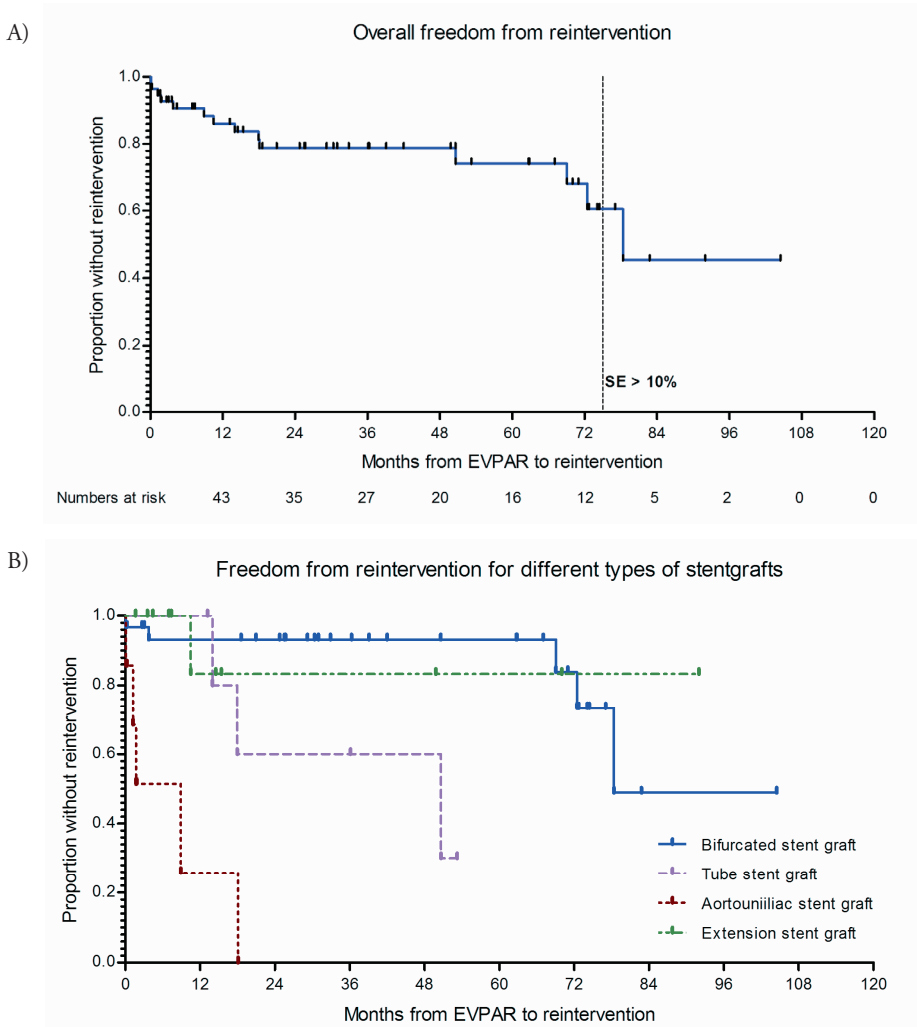 A)
Overall freedom from reintervention
Proportion without reintervention
1.0
0.8
0.6
0.4
0.2
0.0
SE > 10%
0 12 24 36 48 60 72 84 96 108 120
Months from EVPAR to reintervention
Numbers at risk 43 35 27 20 16 12 5 2 0 0
B)
Freedom from reintervention for different types of stentgrafts
Proportion without reintervention
1.0
0.8
0.6
0.4
0.2
0.0
Bifurcated stent graft
Tube stent graft
Aortouniiliac stent graft
Extension stent graft
0 12 24 36 48 60 72 84 96 108 120
Months from EVPAR to reintervention